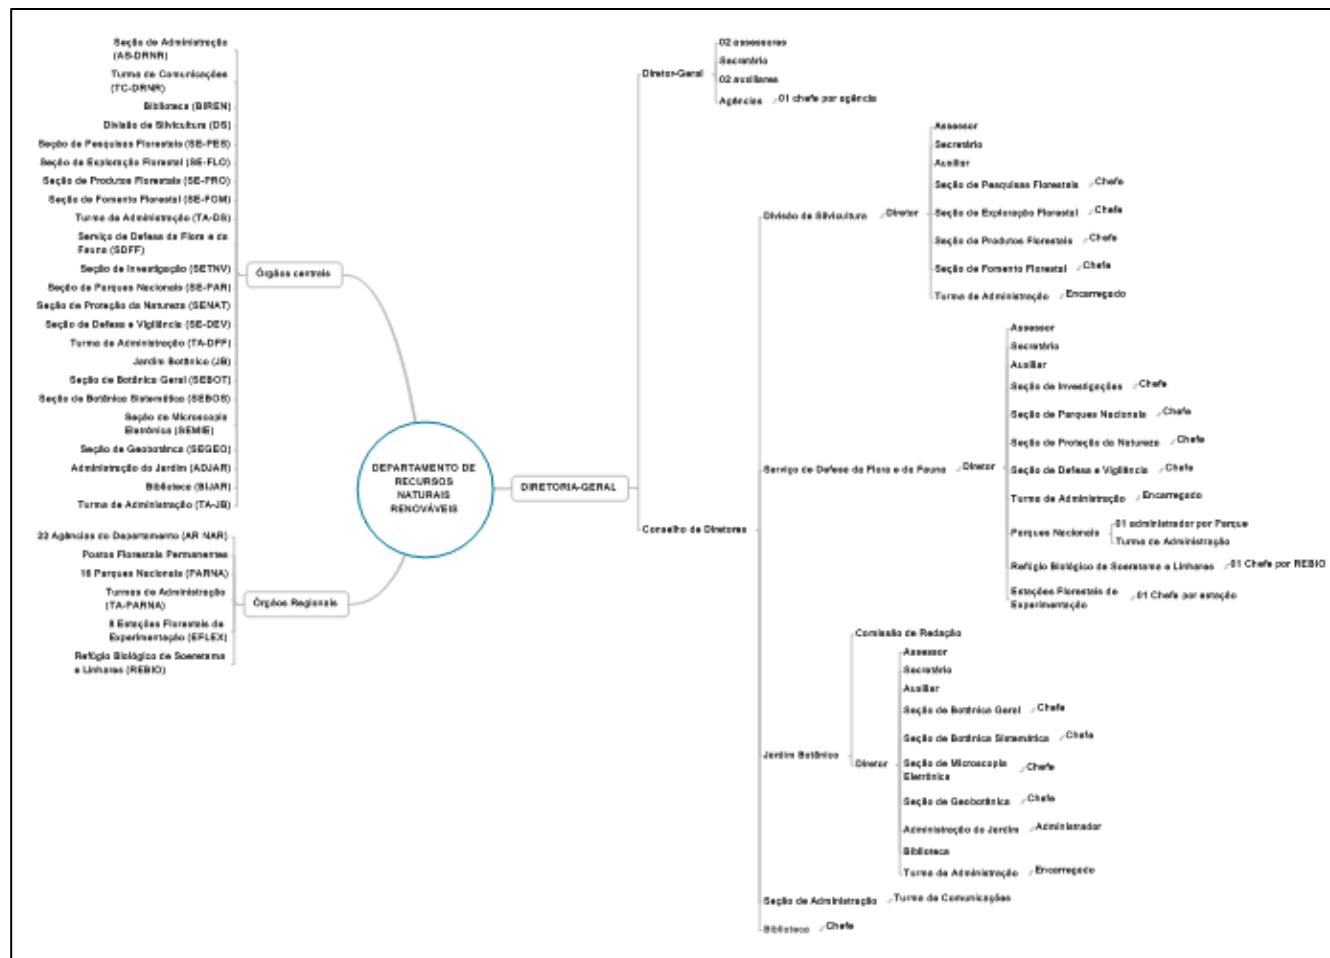 Seção de Administração
(AS-DRNR)
Turma de Comunicações
(TC-DRNR)
Biblioteca (BIREN)
Divisão de Silvicultura (DS)
Seção de Pesquisas Florestais (SE-PES)
Seção de Exploração Florestal (SE-FLO)
Seção de Produtos Florestais (SE-PRO)
Seção de Fomento Florestal (SE-FOM)
Turma de Administração (TA-DS)
Serviço de Defesa da Flora e da
Fauna (SDFF)
Seção de Investigação (SETNV)
Seção de Parques Nacionais (SE-PAR)
Seção de Proteção da Natureza (SENAT)
Seção de Defesa e Vigilância (SE-DEV)
Turma de Administração (TA-DFF)
Jardim Botânico (JB)
Seção de Botânica Geral (SEBOT)
Seção de Botânica Sistemática (SEBOS)
Seção de Microscopia
Eletrônica (SEMIE)
Seção de Geobotânca (SEGEO)
Administração do Jardim (ADJAR)
Biblioteca (BIJAR)
Turma de Administração (TA-JB)
Órgãos centrais
22 Agências do Departamento (AR NAR)
Postos Florestais Permanentes
16 Parques Nacionais (PARNA)
Turmas de Administração
(TA-PARNA)
8 Estações Florestais de
Experimentação (EFLEX)
Refúgio Biológico de Sooretama
e Linhares (REBIO)
Órgãos Regionais
DEPARTAMENTO DE
RECURSOS
NATURAIS
RENOVÁVEIS
DIRETORIA-GERAL
Diretor-Geral
02 assessores
Secretário
02 auxiliares
Agências
01 chefe por agência
Conselho de Diretores
Divisão de Silvicultura
Diretor
Assessor
Secretário
Auxiliar
Seção de Pesquisas Florestais
Chefe
Seção de Exploração Florestal
Chefe
Seção de Produtos Florestais
Chefe
Seção de Fomento Florestal
Chefe
Turma de Administração
Encarregado
Serviço de Defesa da Flora e da Fauna
Diretor
Assessor
Secretário
Auxiliar
Seção de Investigações
Chefe
Seção de Parques Nacionais
Chefe
Seção de Proteção da Natureza
Chefe
Seção de Defesa e Vigilância
Chefe
Turma de Administração
Encarregado
Parques Nacionais
01 administrador por Parque
Turma de Administração
Refúgio Biológico de Sooretama e Linhares
01 Chefe por REBIO
Estações Florestais de
Experimentação
01 Chefe por estação
Jardim Botânico
Comissão de Redação
Diretor
Assessor
Secretário
Auxiliar
Seção de Botânica Geral
Chefe
Seção de Botânica Sistemática
Chefe
Seção de Microscopia
Eletrônica
Chefe
Seção de Geobotânica
Chefe
Administração do Jardim
Administrador
Biblioteca
Turma de Administração
Encarregado
Seção de Administração
Turma de Comunicações
Biblioteca
Chefe